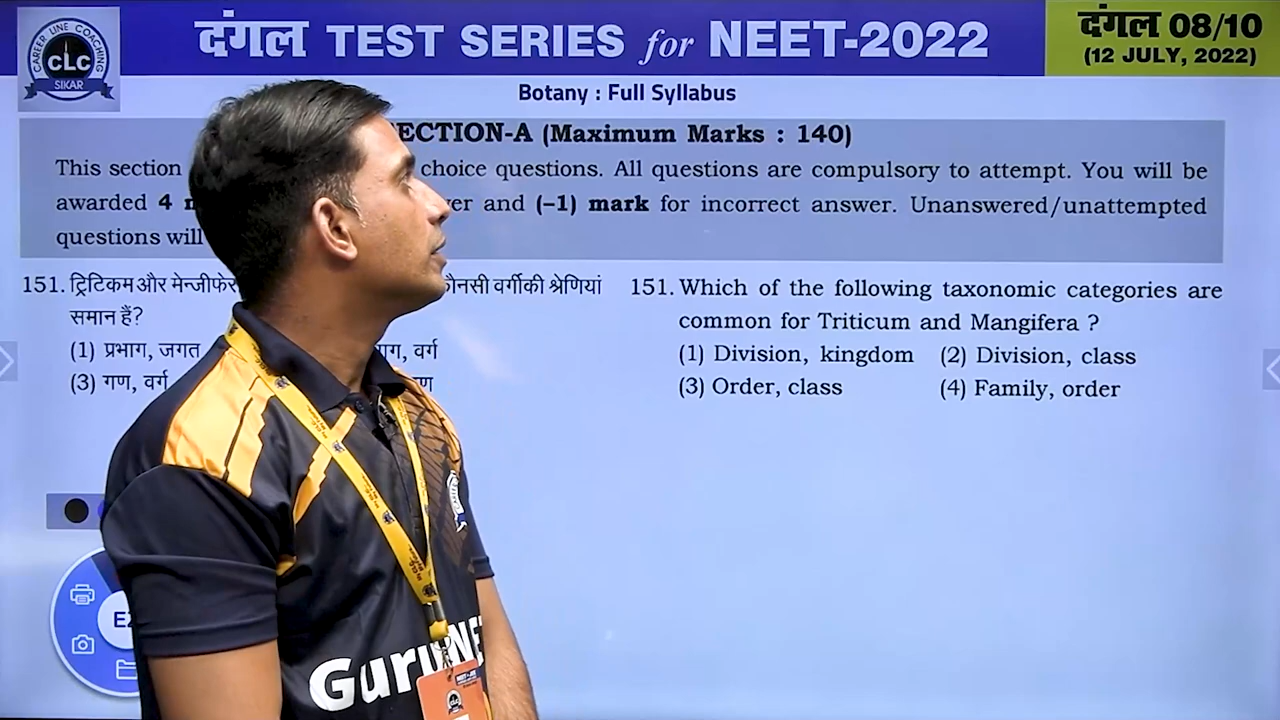 CAREER LINE COACHING
CLC
SIKAR
दंगल TEST SERIES for NEET-2022
दंगल 08/10
(12 JULY, 2022)
Botany : Full Syllabus
ECTION-A (Maximum Marks : 140)
This section choice questions. All questions are compulsory to attempt. You will be
awarded 4 and (–1) mark for incorrect answer. Unanswered/unattempted
questions will
151. ट्रिटिकम और मेन्जीफेर कौनसी वर्गीकी श्रेणियां
समान हैं?
(1) प्रभाग, जगत वर्ग
(3) गण, वर्ग
151. Which of the following taxonomic categories are
common for Triticum and Mangifera ?
(1) Division, kingdom (2) Division, class
(3) Order, class (4) Family, order
CLC